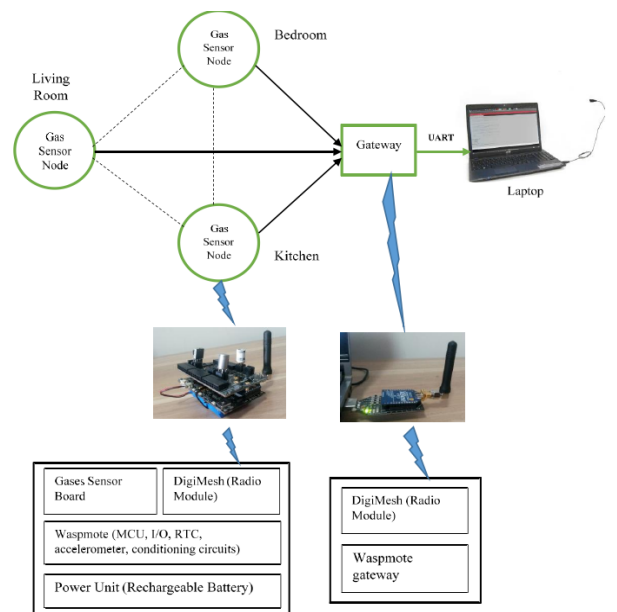 Gas
Sensor
Node
Bedroom
Living
Room
Gas
Sensor
Node
Gateway
UART
Laptop
Gas
Sensor
Node
Kitchen
Gases Sensor
Board
DigiMesh (Radio
Module)
Waspmote (MCU, I/O, RTC,
accelerometer, conditioning circuits)
Power Unit (Rechargeable Battery)
DigiMesh (Radio
Module)
Waspmote
gateway